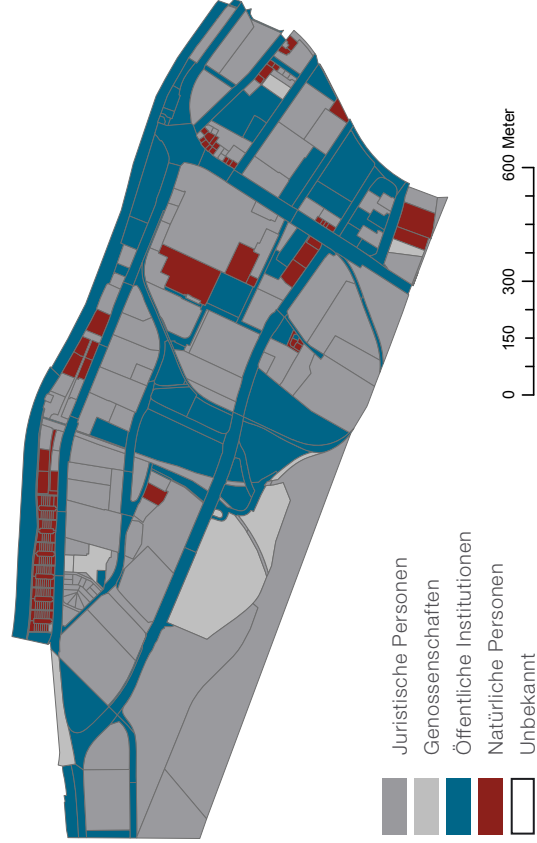 0 150 300 600 Meter
Juristische Personen
Genossenschaften
Öffentliche Institutionen
Natürliche Personen
Unbekannt